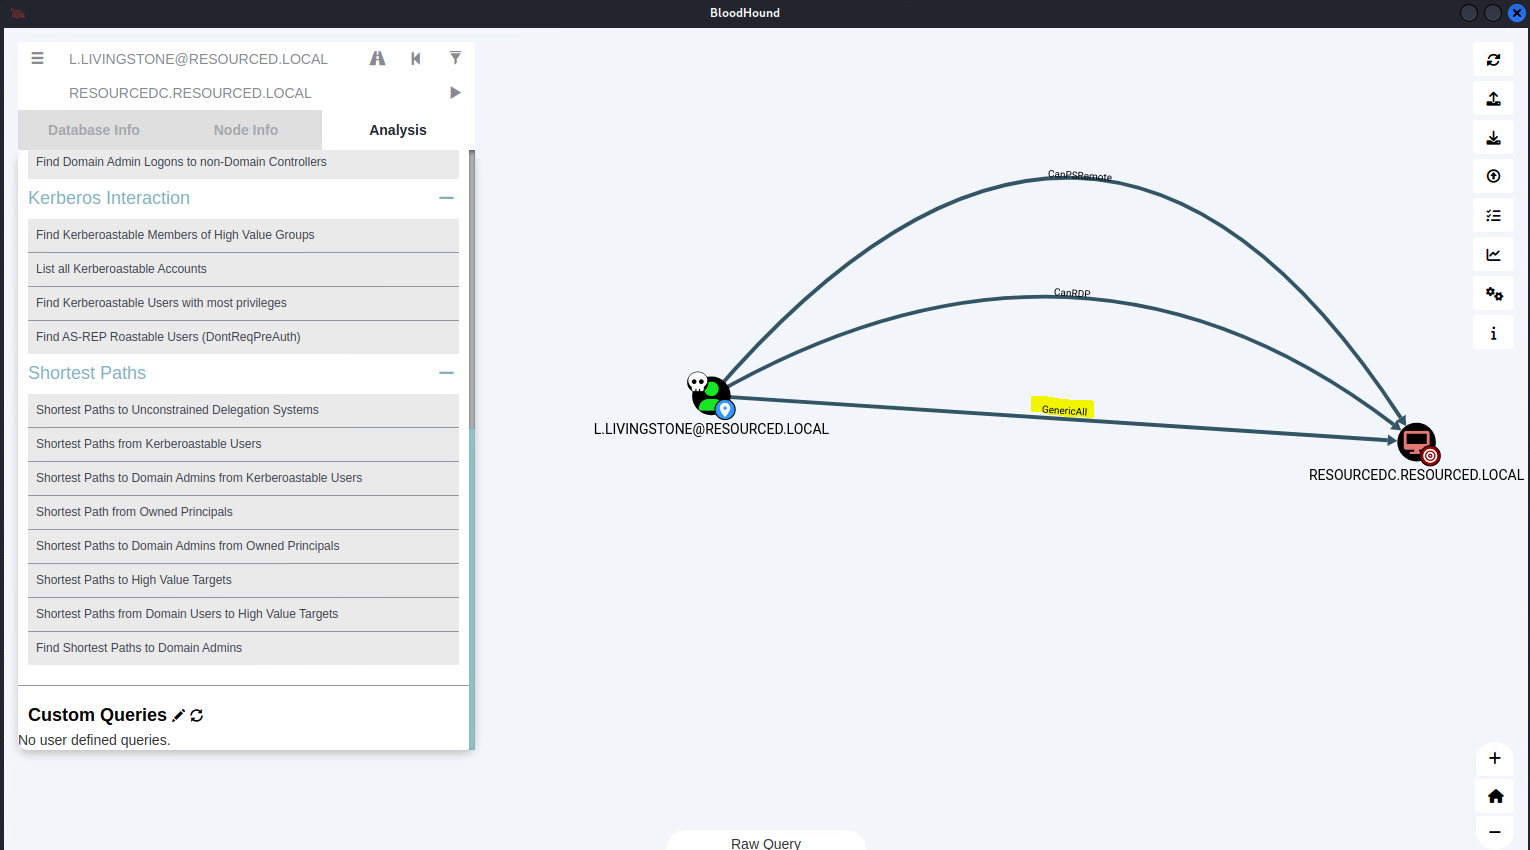 BloodHound
L.LIVINGSTONE@RESOURCED.LOCAL
RESOURCEDC.RESOURCED.LOCAL
Database Info
Node Info
Analysis
Find Domain Admin Logons to non-Domain Controllers
Kerberos Interaction
Find Kerberoastable Members of High Value Groups
List all Kerberoastable Accounts
Find Kerberoastable Users with most privileges
Find AS-REP Roastable Users (DontReqPreAuth)
Shortest Paths
Shortest Paths to Unconstrained Delegation Systems
Shortest Paths from Kerberoastable Users
Shortest Paths to Domain Admins from Kerberoastable Users
Shortest Path from Owned Principals
Shortest Paths to Domain Admins from Owned Principals
Shortest Paths to High Value Targets
Shortest Paths from Domain Users to High Value Targets
Find Shortest Paths to Domain Admins
Custom Queries
No user defined queries.
CanPSRemote
CanRDP
GenericAll
L.LIVINGSTONE@RESOURCED.LOCAL
RESOURCEDC.RESOURCED.LOCAL
Raw Query